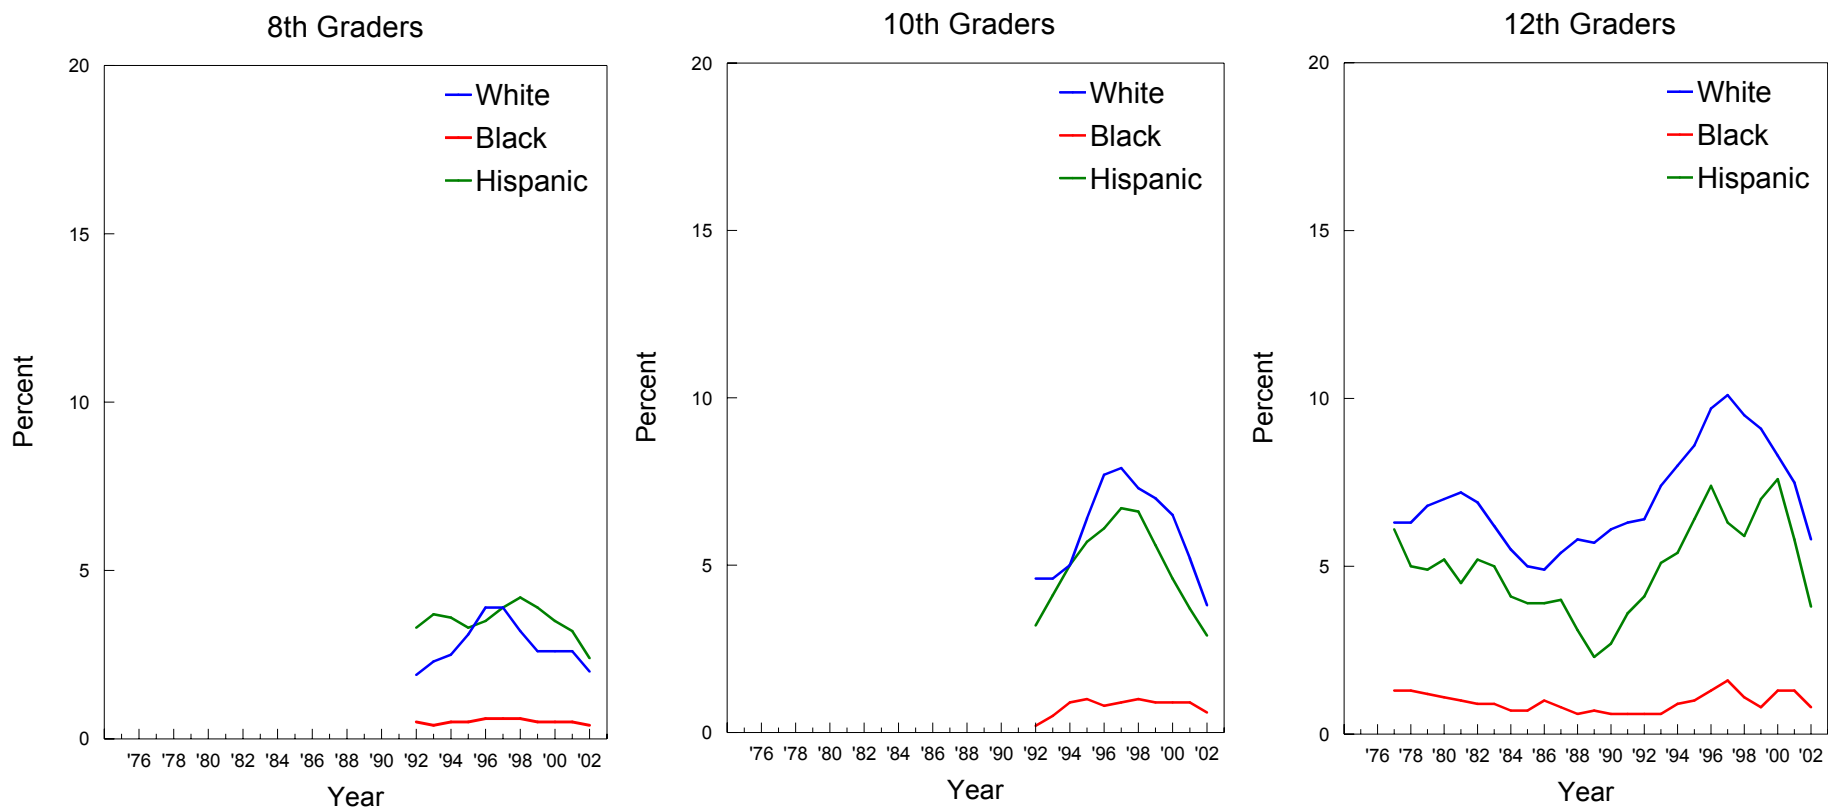 8th Graders
20
15
10
5
0
Percent
White
Black
Hispanic
'76 '78 '80 '82 '84 '86 '88 '90 '92 '94 '96 '98 '00 '02
Year
10th Graders
20
15
10
5
0
Percent
White
Black
Hispanic
'76 '78 '80 '82 '84 '86 '88 '90 '92 '94 '96 '98 '00 '02
Year
12th Graders
20
15
10
5
0
Percent
White
Black
Hispanic
'76 '78 '80 '82 '84 '86 '88 '90 '92 '94 '96 '98 '00 '02
Year